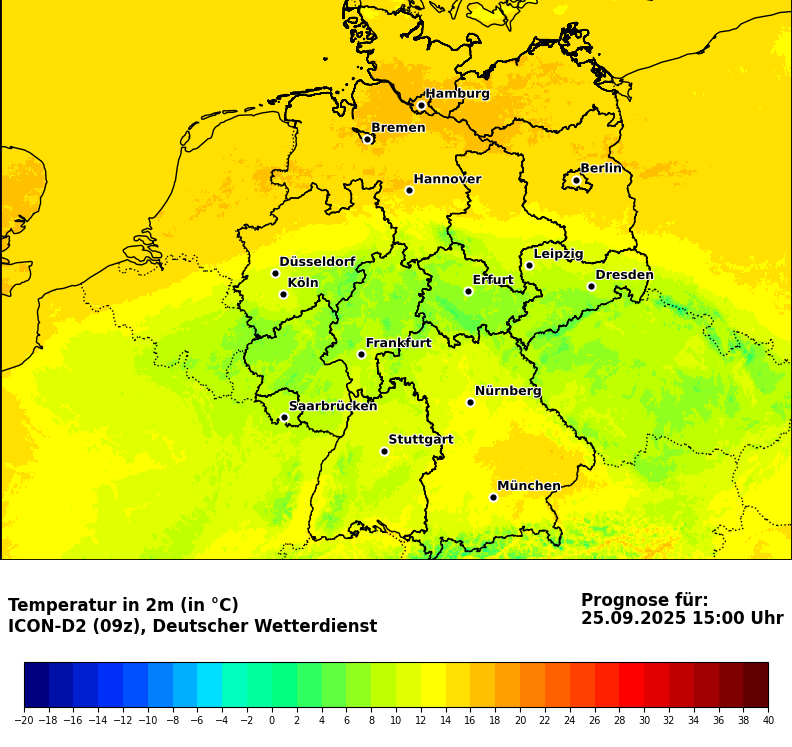 Hamburg
Bremen
Berlin
Hannover
Leipzig
Düsseldorf
Dresden
Köln
Erfurt
Frankfurt
Nürnberg
Saarbrücken
Stuttgart
München
Temperatur in 2m (in °C)
ICON-D2 (09z), Deutscher Wetterdienst
Prognose für:
25.09.2025 15:00 Uhr
−20 −18 −16 −14 −12 −10 −8 −6 −4 −2 0 2 4 6 8 10 12 14 16 18 20 22 24 26 28 30 32 34 36 38 40